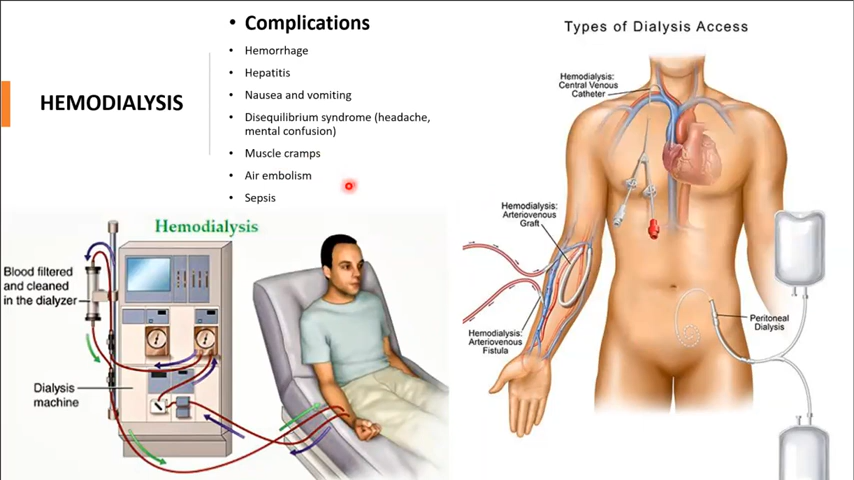 HEMODIALYSIS
• Complications
• Hemorrhage
• Hepatitis
• Nausea and vomiting
• Disequilibrium syndrome (headache,
mental confusion)
• Muscle cramps
• Air embolism
• Sepsis
Hemodialysis
Blood filtered
and cleaned
in the dialyzer
Dialysis
machine
Types of Dialysis Access
Hemodialysis:
Central Venous
Catheter
Hemodialysis:
Arteriovenous
Graft
Hemodialysis:
Arteriovenous
Fistula
Peritoneal
Dialysis